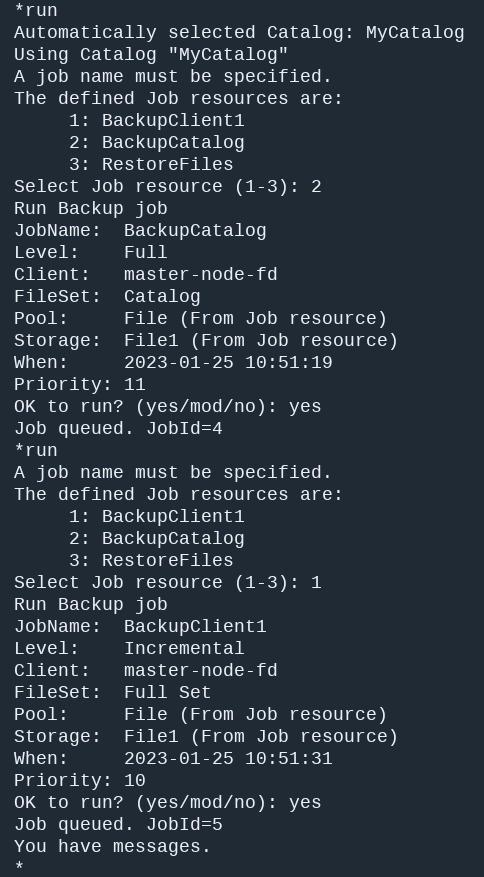 *run
Automatically selected Catalog: MyCatalog
Using Catalog "MyCatalog"
A job name must be specified.
The defined Job resources are:
     1: BackupClient1
     2: BackupCatalog
     3: RestoreFiles
Select Job resource (1-3): 2
Run Backup job
JobName:  BackupCatalog
Level:    Full
Client:   master-node-fd
FileSet:  Catalog
Pool:     File (From Job resource)
Storage:  File1 (From Job resource)
When:     2023-01-25 10:51:19
Priority: 11
OK to run? (yes/mod/no): yes
Job queued. JobId=4
*run
A job name must be specified.
The defined Job resources are:
     1: BackupClient1
     2: BackupCatalog
     3: RestoreFiles
Select Job resource (1-3): 1
Run Backup job
JobName:  BackupClient1
Level:    Incremental
Client:   master-node-fd
FileSet:  Full Set
Pool:     File (From Job resource)
Storage:  File1 (From Job resource)
When:     2023-01-25 10:51:31
Priority: 10
OK to run? (yes/mod/no): yes
Job queued. JobId=5
You have messages.
*